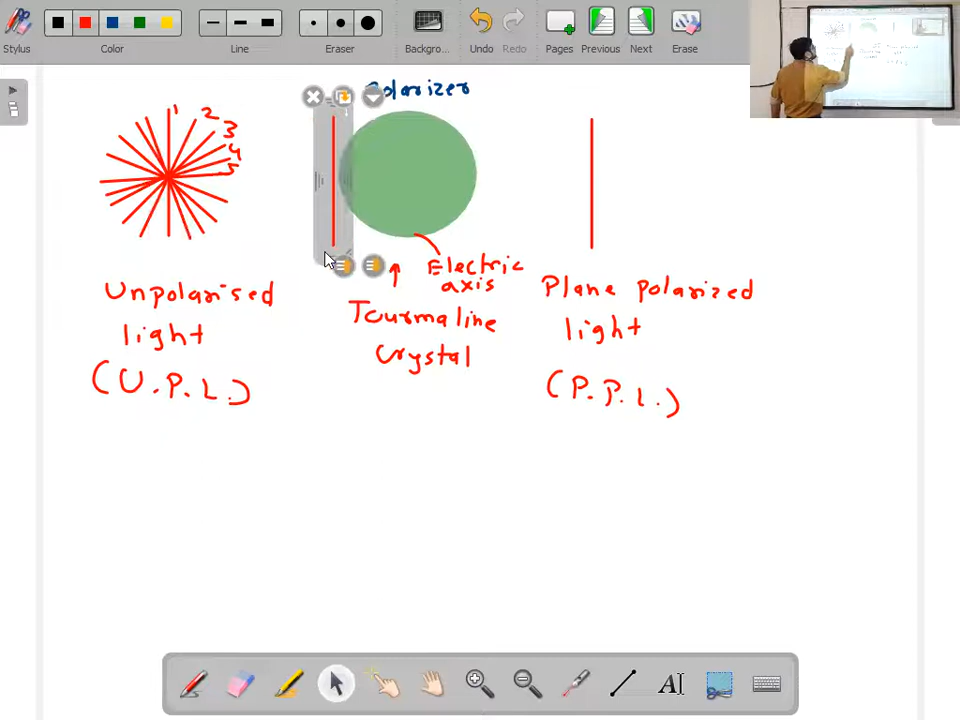 Stylus
Color
Line
Eraser
Backgro...
Undo
Redo
Pages
Previous
Next
Erase
1
2
3
4
5
Unpolarised
light
(U.P.L.)
Electric
axis
Tourmaline
crystal
Plane polarized
light
(P.P.L.)